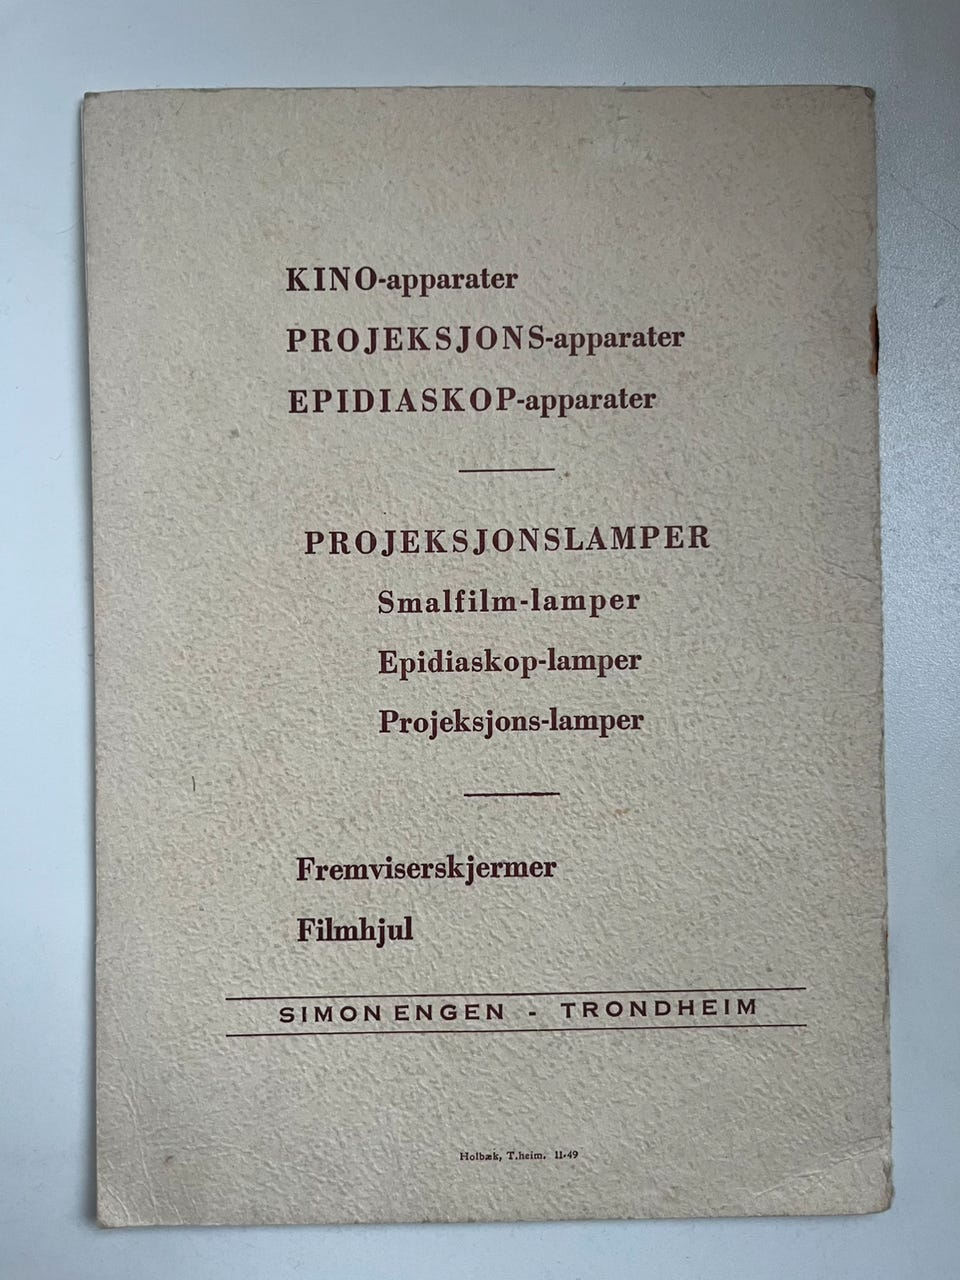 KINO-apparater
PROJEKSJONS-apparater
EPIDIASKOP-apparater
PROJEKSJONSLAMPER
Smalfilm-lamper
Epidiaskop-lamper
Projeksjons-lamper
Fremviserskjermer
Filmhjul
SIMON ENGEN - TRONDHEIM
Holbæk, T.heim. 11-49